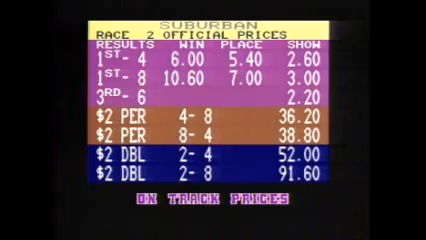 SUBURBAN
RACE 2 OFFICIAL PRICES
RESULTS WIN PLACE SHOW
1ST- 4 6.00 5.40 2.60
1ST- 8 10.60 7.00 3.00
3RD- 6 2.20
$2 PER 4- 8 36.20
$2 PER 8- 4 38.80
$2 DBL 2- 4 52.00
$2 DBL 2- 8 91.60
ON TRACK PRICES